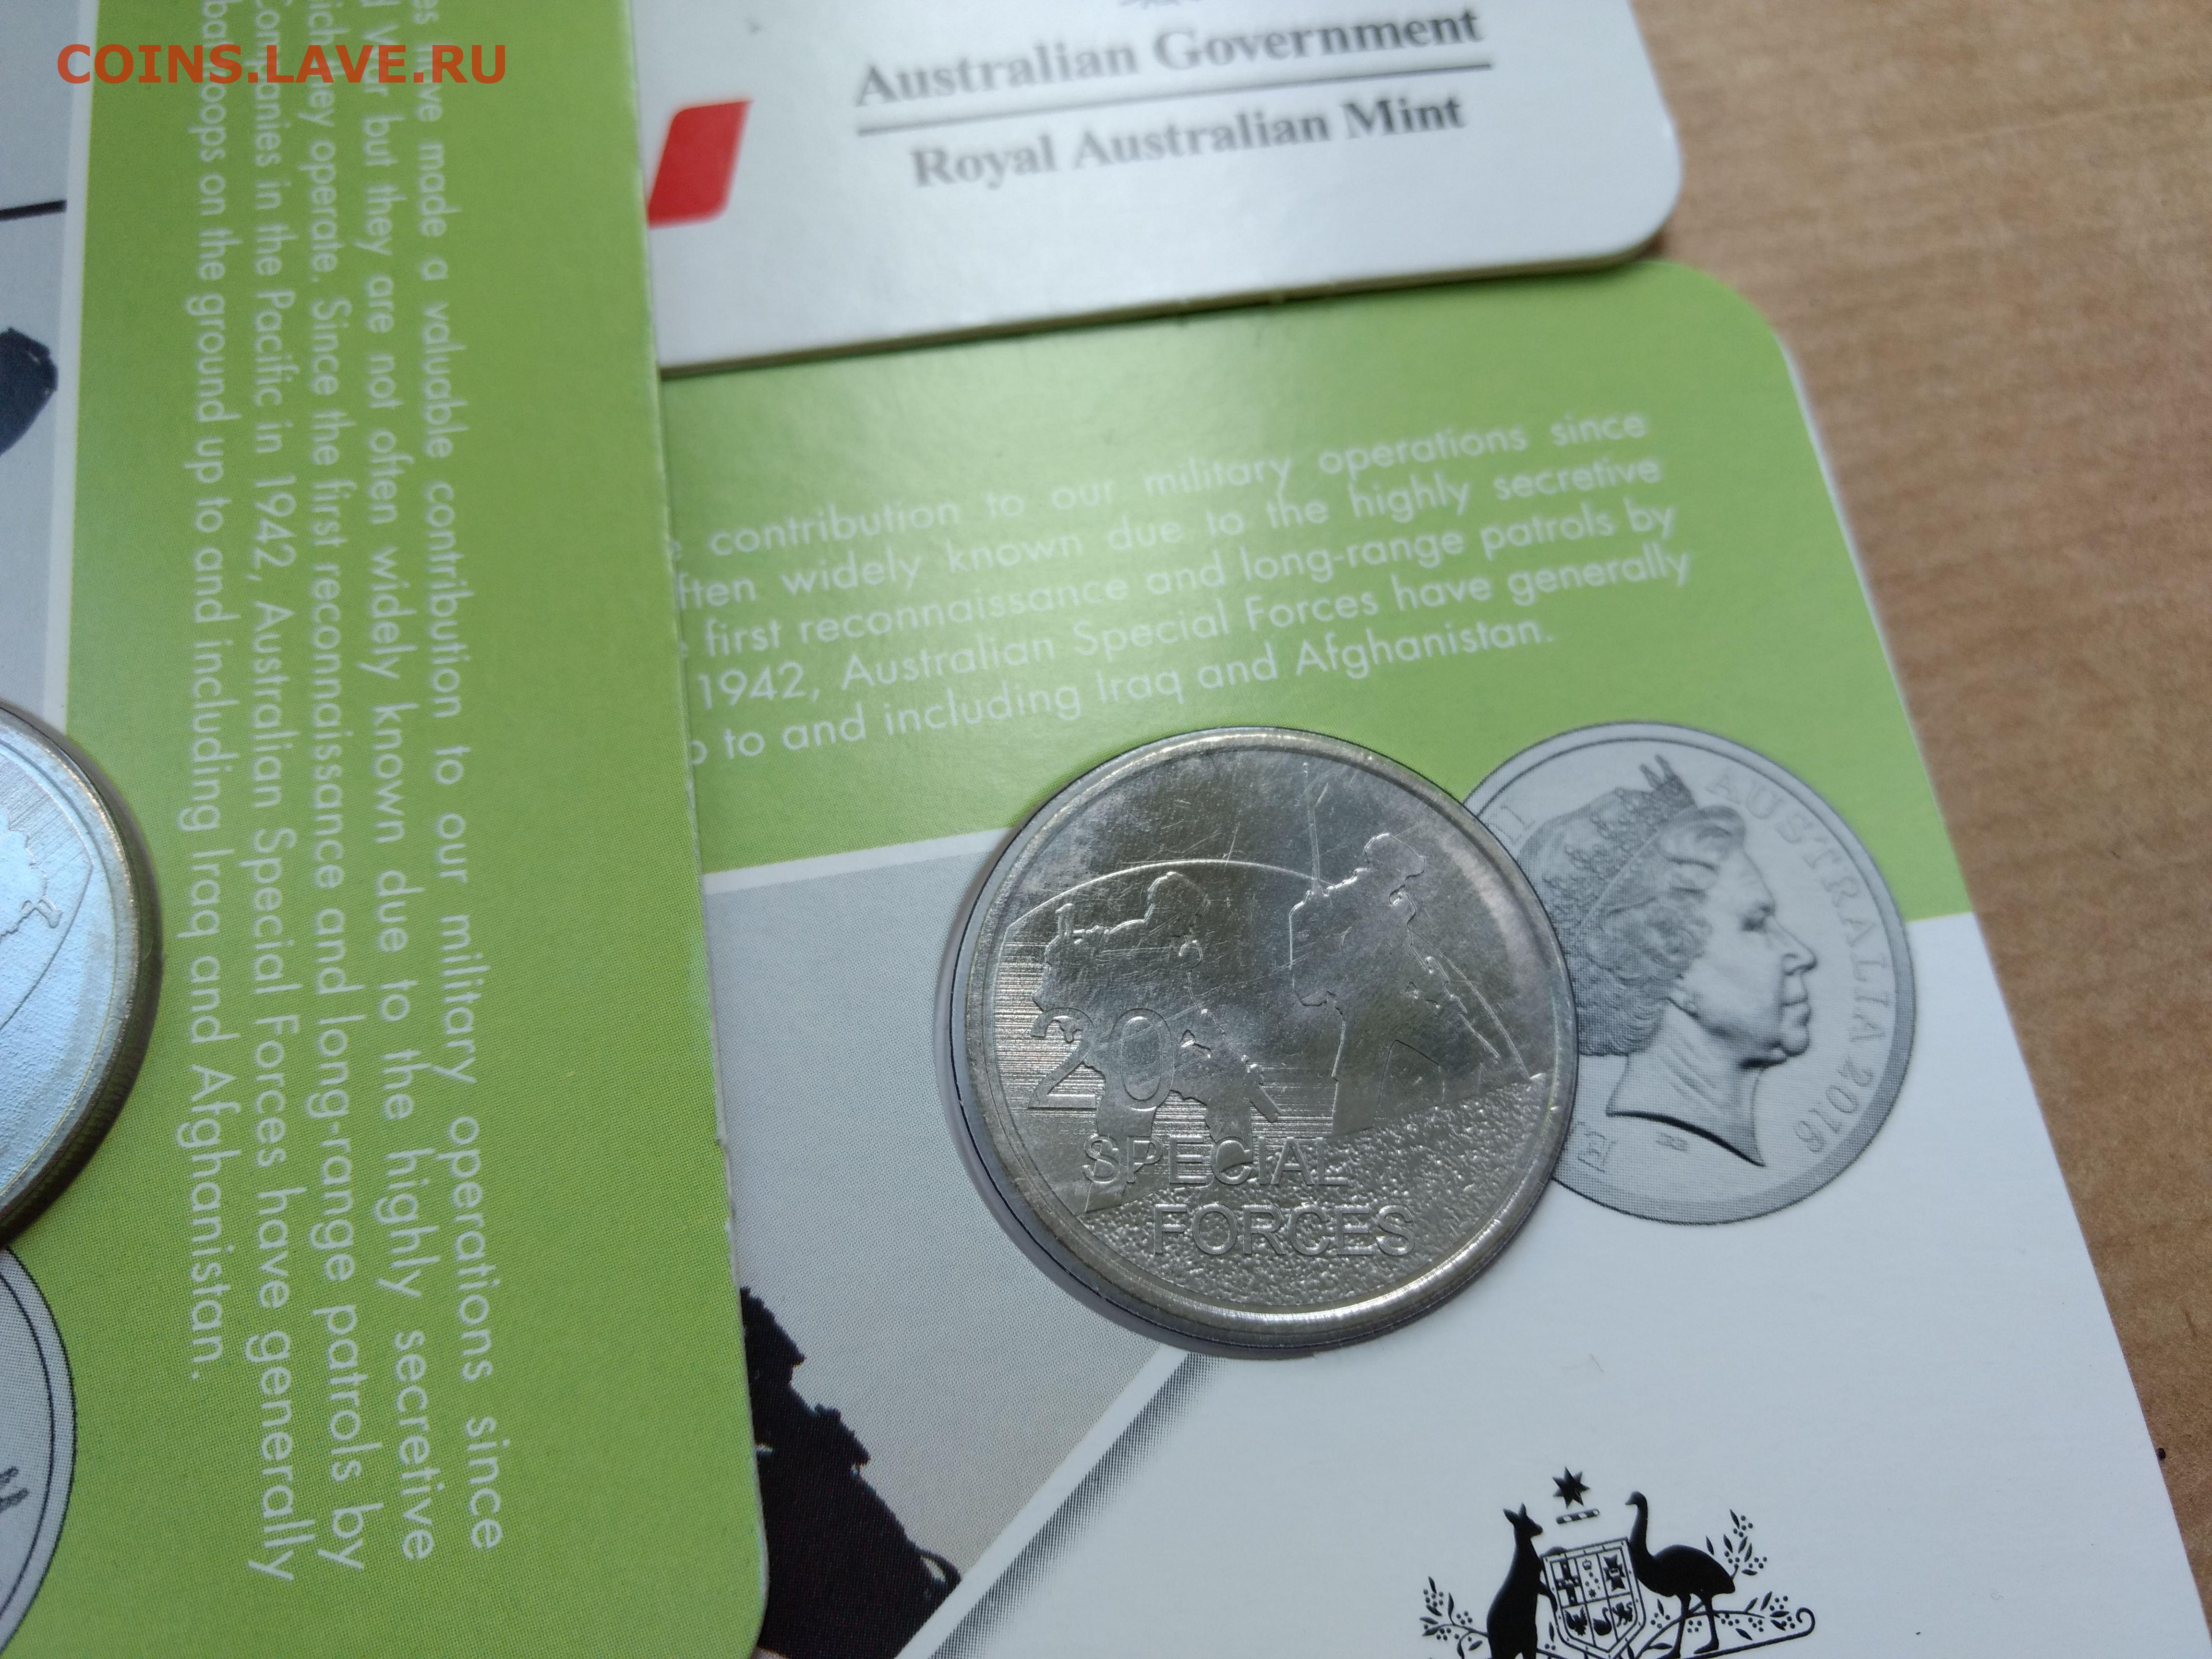 COINS.LAVE.RU
Australian Government
Royal Australian Mint
made a valuable contribution to our military operations since
but they are not often widely known due to the highly secretive
they operate. Since the first reconnaissance and long-range patrols by
in the Pacific in 1942, Australian Special Forces have generally
on the ground up to and including Iraq and Afghanistan.
contribution to our military operations since
widely known due to the highly secretive
first reconnaissance and long-range patrols by
1942, Australian Special Forces have generally
to and including Iraq and Afghanistan.
20
SPECIAL
FORCES
AUSTRALIA 2016